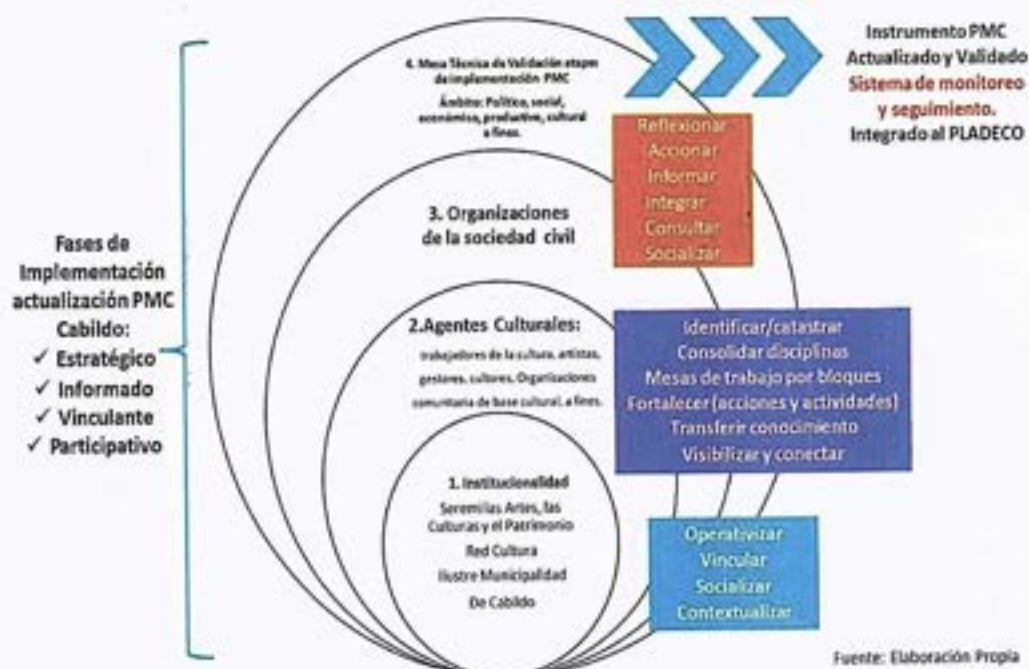 4. Mesa Técnica de Validación etapas
de implementación PMC
Ámbito: Político, social,
económico, productivo, cultural
a fines.
Instrumento PMC
Actualizado y Validado
Sistema de monitoreo
y seguimiento.
Integrado al PLADECO
Reflexionar
Accionar
Informar
Integrar
Consultar
Socializar
3. Organizaciones
de la sociedad civil
Fases de
Implementación
actualización PMC
Cabildo:
✓ Estratégico
✓ Informado
✓ Vinculante
✓ Participativo
2.Agentes Culturales:
trabajadores de la cultura, artistas,
gestores, cultores, Organizaciones
comunitaria de base cultural, a fines.
Identificar/catastrar
Consolidar disciplinas
Mesas de trabajo por bloques
Fortalecer (acciones y actividades)
Transferir conocimiento
Visibilizar y conectar
1. Institucionalidad
Seremi las Artes, las
Culturas y el Patrimonio
Red Cultura
Ilustre Municipalidad
De Cabildo
Operativizar
Vincular
Socializar
Contextualizar
Fuente: Elaboración Propia